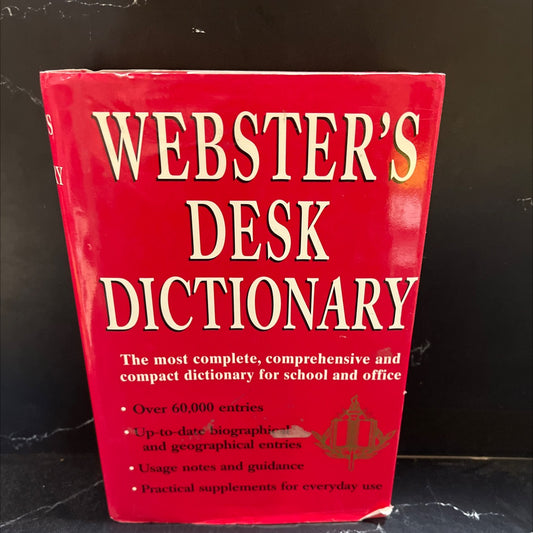 WEBSTER'S
DESK
DICTIONARY
The most complete, comprehensive and
compact dictionary for school and office
• Over 60,000 entries
• Up-to-date biographical
and geographical entries
• Usage notes and guidance
• Practical supplements for everyday use